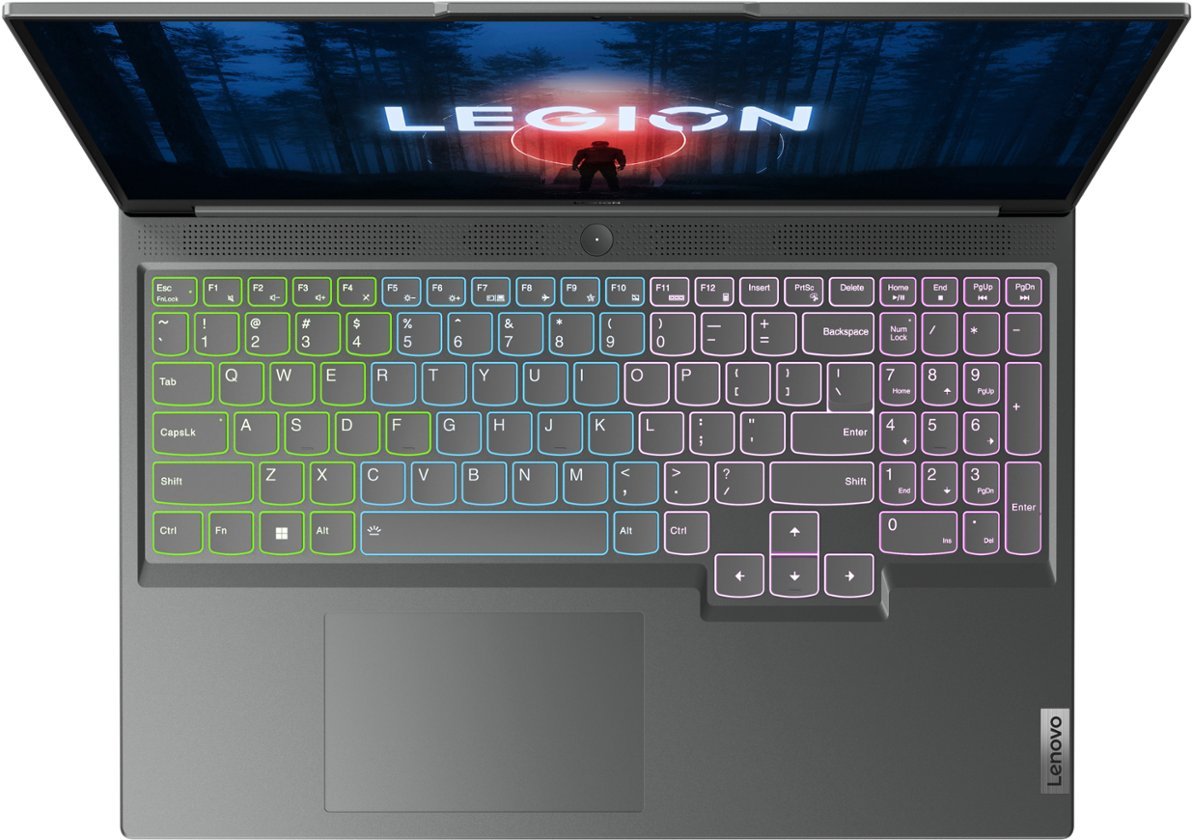 LEGION
LEGION
Esc F1 F2 F3 F4 F5 F6 F7 F8 F9 F10 F11 F12 Insert PrtSc Delete Home End PgUp PgDn
FnLock
~ ! @ # $ % ^ & * ( ) — + Backspace Num / * -
` 1 2 3 4 5 6 7 8 9 0 - = Lock
Tab Q W E R T Y U I O P { } | 7 8 9 +
[ ] \ Home PgUp
CapsLk A S D F G H J K L : " Enter 4 5 6
; '
Shift Z X C V B N M < > ? Shift 1 2 3 Enter
, . / End PgDn
Ctrl Fn Alt Alt Ctrl 0 .
Ins Del
Lenovo